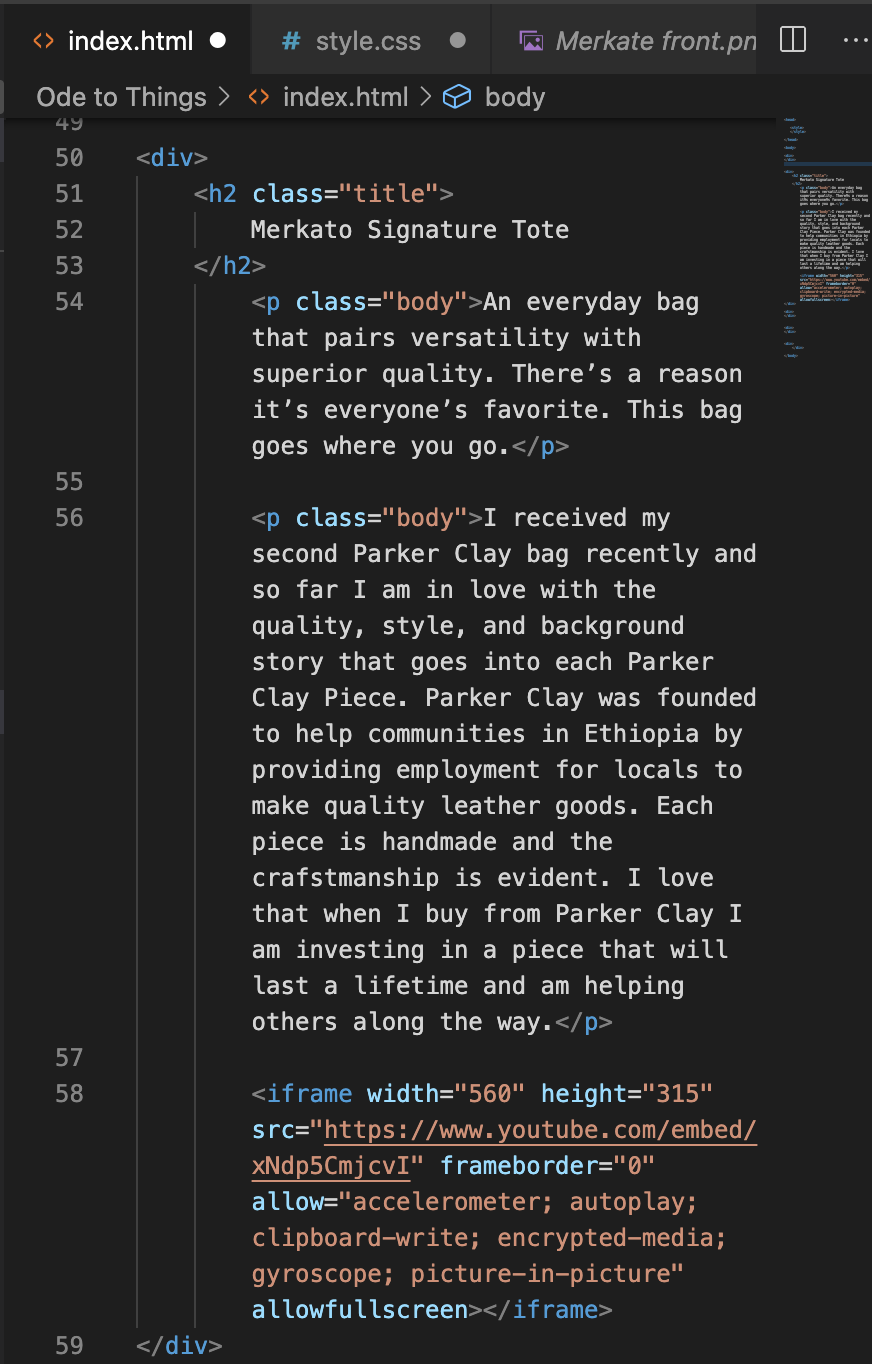 index.html
style.css
Merkate front.pn
Ode to Things > index.html > body
49
50 <div>
51 <h2 class="title">
52 Merkato Signature Tote
53 </h2>
54 <p class="body">An everyday bag
that pairs versatility with
superior quality. There’s a reason
it’s everyone’s favorite. This bag
goes where you go.</p>
55
56 <p class="body">I received my
second Parker Clay bag recently and
so far I am in love with the
quality, style, and background
story that goes into each Parker
Clay Piece. Parker Clay was founded
to help communities in Ethiopia by
providing employment for locals to
make quality leather goods. Each
piece is handmade and the
crafstmanship is evident. I love
that when I buy from Parker Clay I
am investing in a piece that will
last a lifetime and am helping
others along the way.</p>
57
58 <iframe width="560" height="315"
src="https://www.youtube.com/embed/
xNdp5CmjcvI" frameborder="0"
allow="accelerometer; autoplay;
clipboard-write; encrypted-media;
gyroscope; picture-in-picture"
allowfullscreen></iframe>
59 </div>